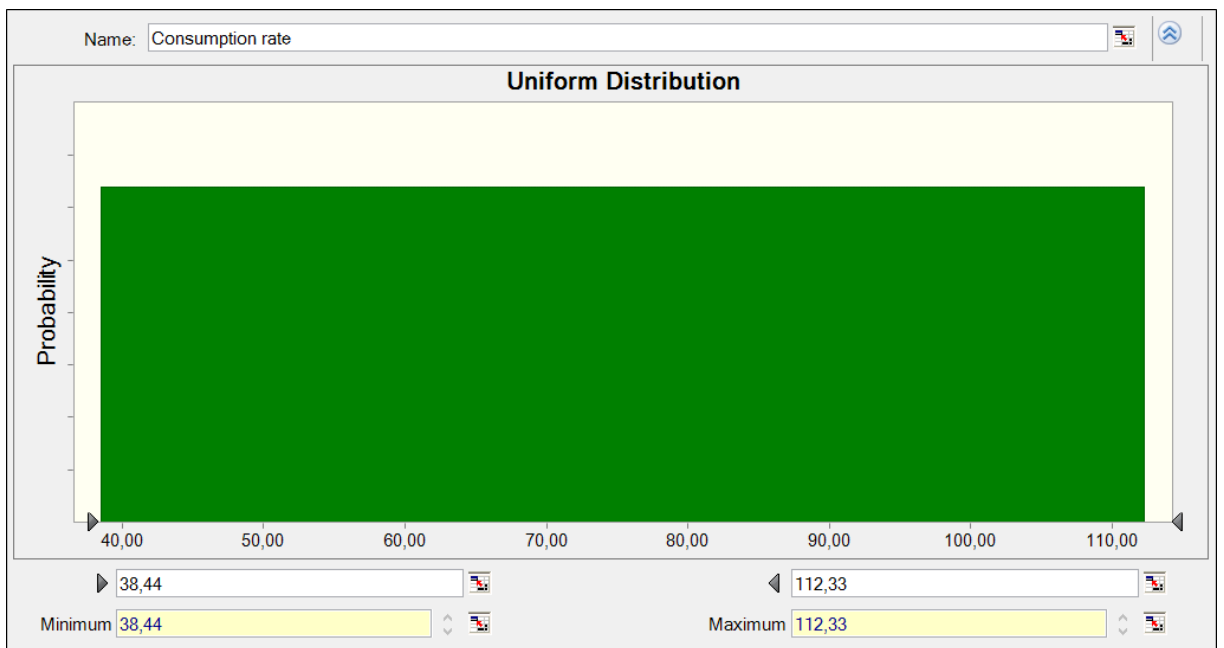 Name: Consumption rate
Uniform Distribution
Probability
40,00 50,00 60,00 70,00 80,00 90,00 100,00 110,00
38,44 112,33
Minimum 38,44 Maximum 112,33